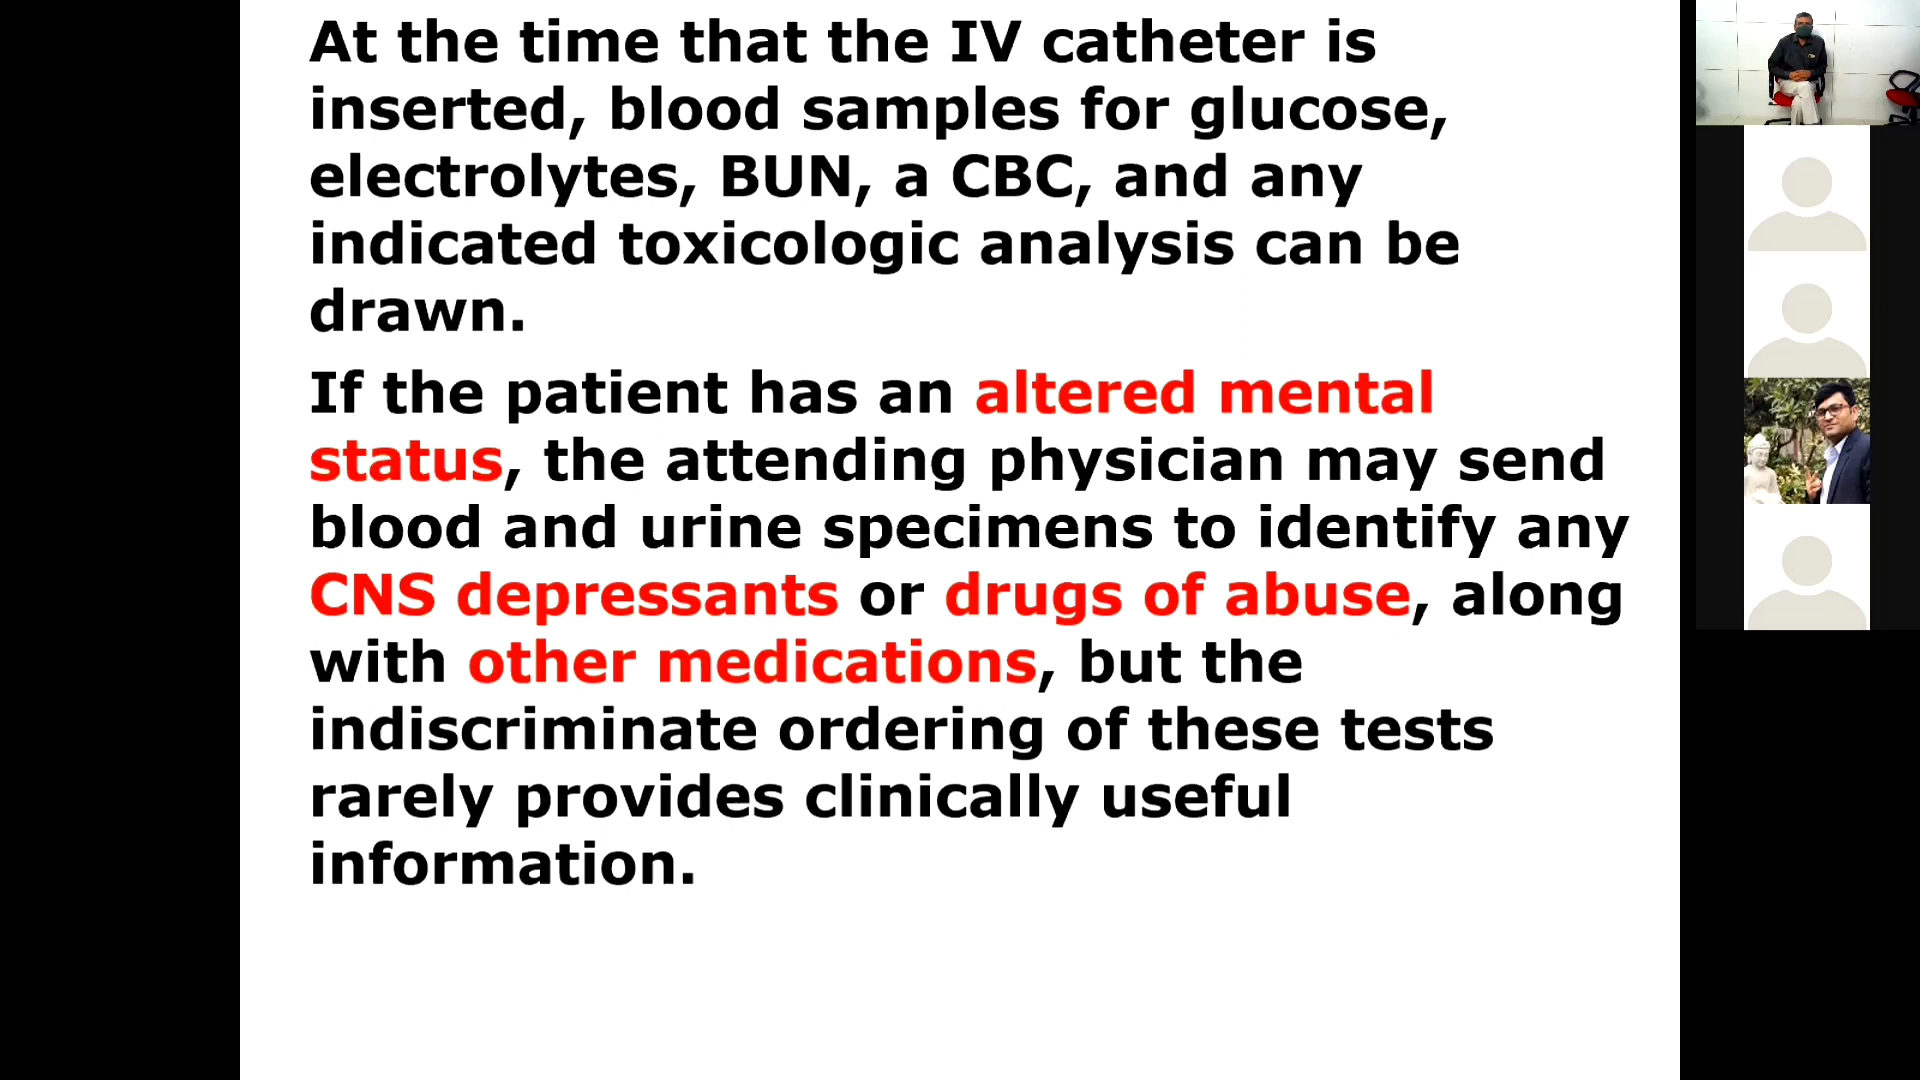 At the time that the IV catheter is
inserted, blood samples for glucose,
electrolytes, BUN, a CBC, and any
indicated toxicologic analysis can be
drawn.
If the patient has an altered mental
status, the attending physician may send
blood and urine specimens to identify any
CNS depressants or drugs of abuse, along
with other medications, but the
indiscriminate ordering of these tests
rarely provides clinically useful
information.